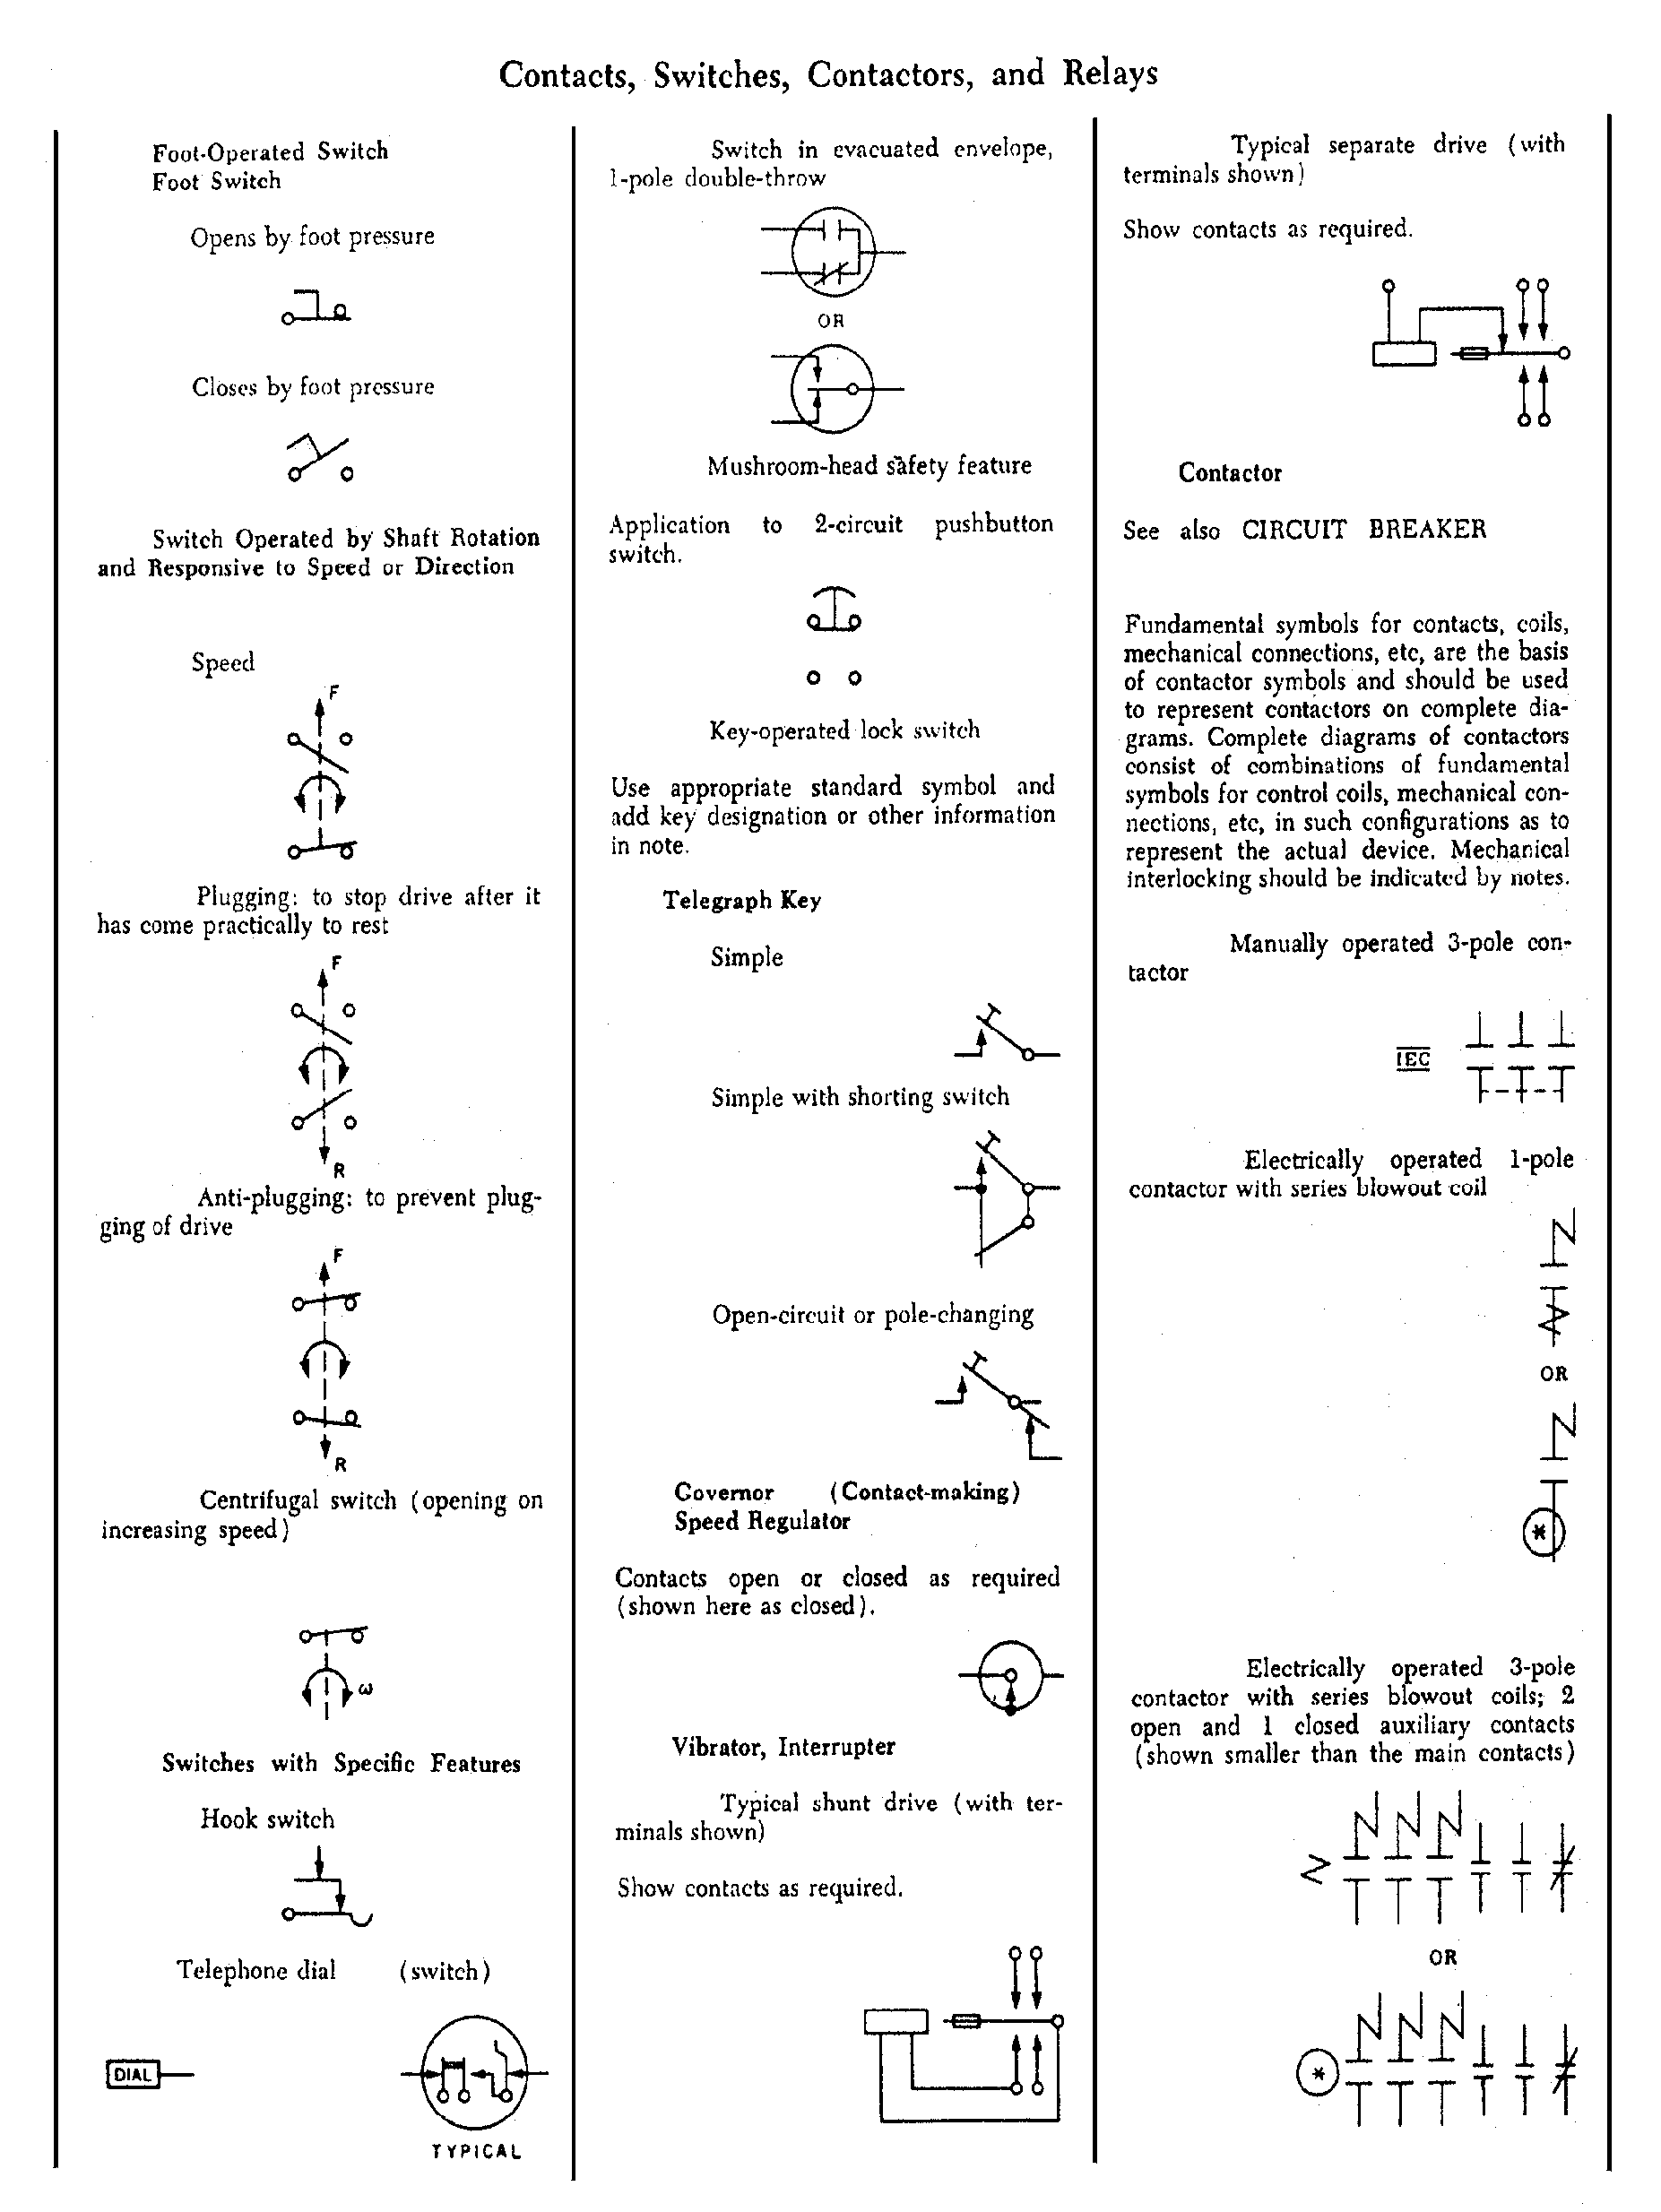 Contacts, Switches, Contactors, and Relays
Foot-Operated Switch
Foot Switch
Opens by foot pressure
Closes by foot pressure
Switch Operated by Shaft Rotation
and Responsive to Speed or Direction
Speed
F
Plugging: to stop drive after it
has come practically to rest
F
R
Anti-plugging: to prevent plug-
ging of drive
F
R
Centrifugal switch (opening on
increasing speed)
ω
Switches with Specific Features
Hook switch
Telephone dial (switch)
DIAL
TYPICAL
Switch in evacuated envelope,
1-pole double-throw
OR
Mushroom-head safety feature
Application to 2-circuit pushbutton
switch.
Key-operated lock switch
Use appropriate standard symbol and
add key designation or other information
in note.
Telegraph Key
Simple
Simple with shorting switch
Open-circuit or pole-changing
Governor (Contact-making)
Speed Regulator
Contacts open or closed as required
(shown here as closed).
Vibrator, Interrupter
Typical shunt drive (with ter-
minals shown)
Show contacts as required.
Typical separate drive (with
terminals shown)
Show contacts as required.
Contactor
See also CIRCUIT BREAKER
Fundamental symbols for contacts, coils,
mechanical connections, etc, are the basis
of contactor symbols and should be used
to represent contactors on complete dia-
grams. Complete diagrams of contactors
consist of combinations of fundamental
symbols for control coils, mechanical con-
nections, etc, in such configurations as to
represent the actual device. Mechanical
interlocking should be indicated by notes.
Manually operated 3-pole con-
tactor
IEC
Electrically operated 1-pole
contactor with series blowout coil
OR
*
Electrically operated 3-pole
contactor with series blowout coils; 2
open and 1 closed auxiliary contacts
(shown smaller than the main contacts)
OR
*